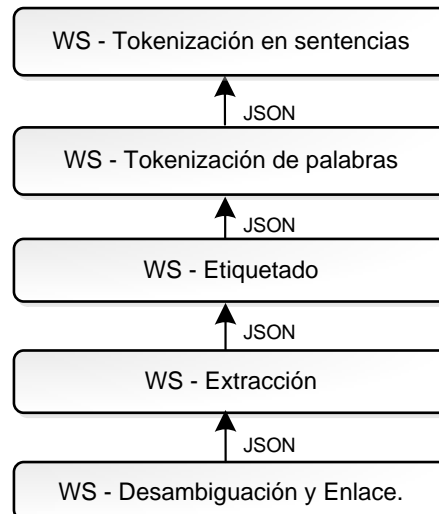 WS - Tokenización en sentencias
JSON
WS - Tokenización de palabras
JSON
WS - Etiquetado
JSON
WS - Extracción
JSON
WS - Desambiguación y Enlace.